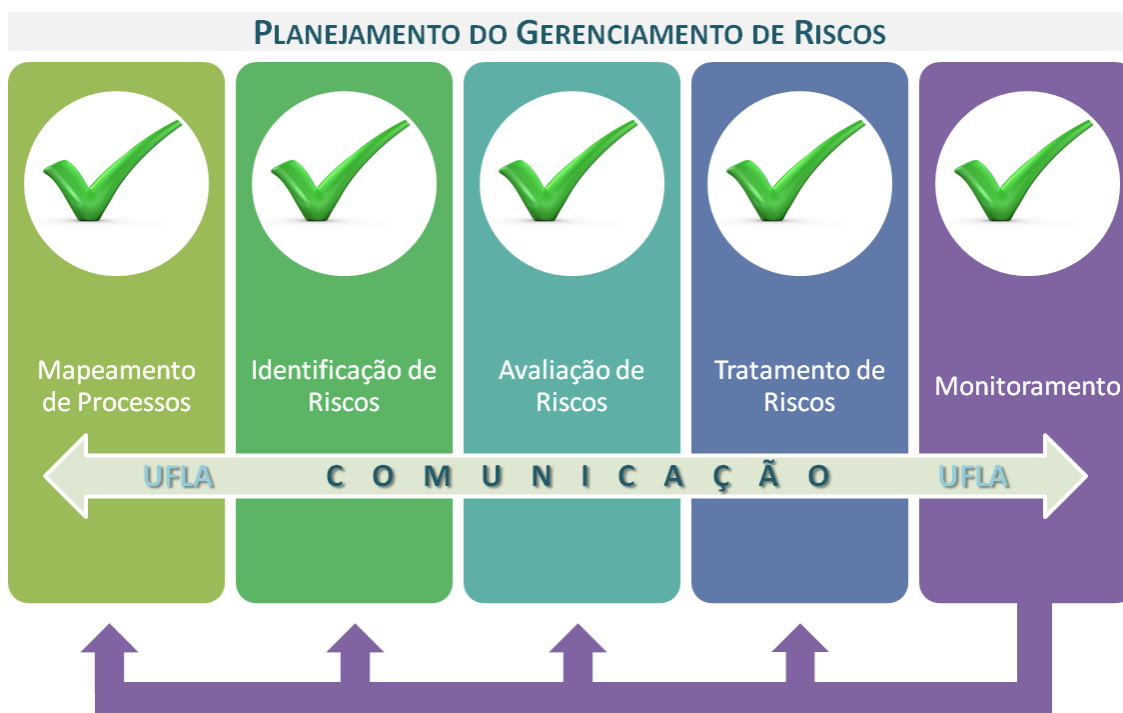 PLANEJAMENTO DO GERENCIAMENTO DE RISCOS
Mapeamento
de Processos
Identificação de
Riscos
Avaliação de
Riscos
Tratamento de
Riscos
Monitoramento
UFLA COMUNICAÇÃO UFLA